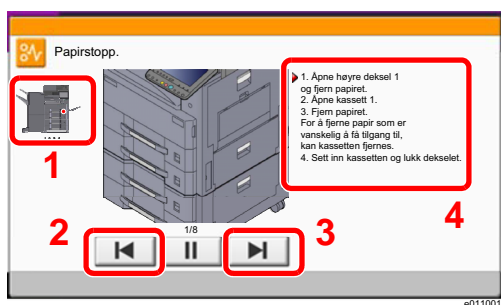 Papirstopp.
1. Åpne høyre deksel 1
og fjern papiret.
2. Åpne kassett 1.
3. Fjern papiret.
For å fjerne papir som er
vanskelig å få tilgang til,
kan kassetten fjernes.
4. Sett inn kassetten og lukk dekselet.
1
2
1/8
3
4
e011001